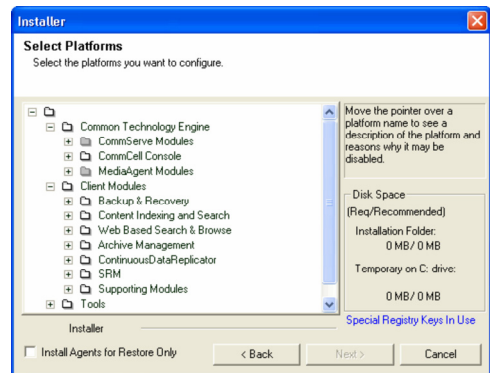 Installer
Select Platforms
Select the platforms you want to configure.
Common Technology Engine
CommServe Modules
CommCell Console
MediaAgent Modules
Client Modules
Backup & Recovery
Content Indexing and Search
Web Based Search & Browse
Archive Management
ContinuousDataReplicator
SRM
Supporting Modules
Tools
Move the pointer over a
platform name to see a
description of the platform and
reasons why it may be
disabled.
Disk Space
(Req/Recommended)
Installation Folder:
0 MB/ 0 MB
Temporary on C: drive:
0 MB/ 0 MB
Special Registry Keys In Use
Installer
Install Agents for Restore Only
< Back
Next >
Cancel